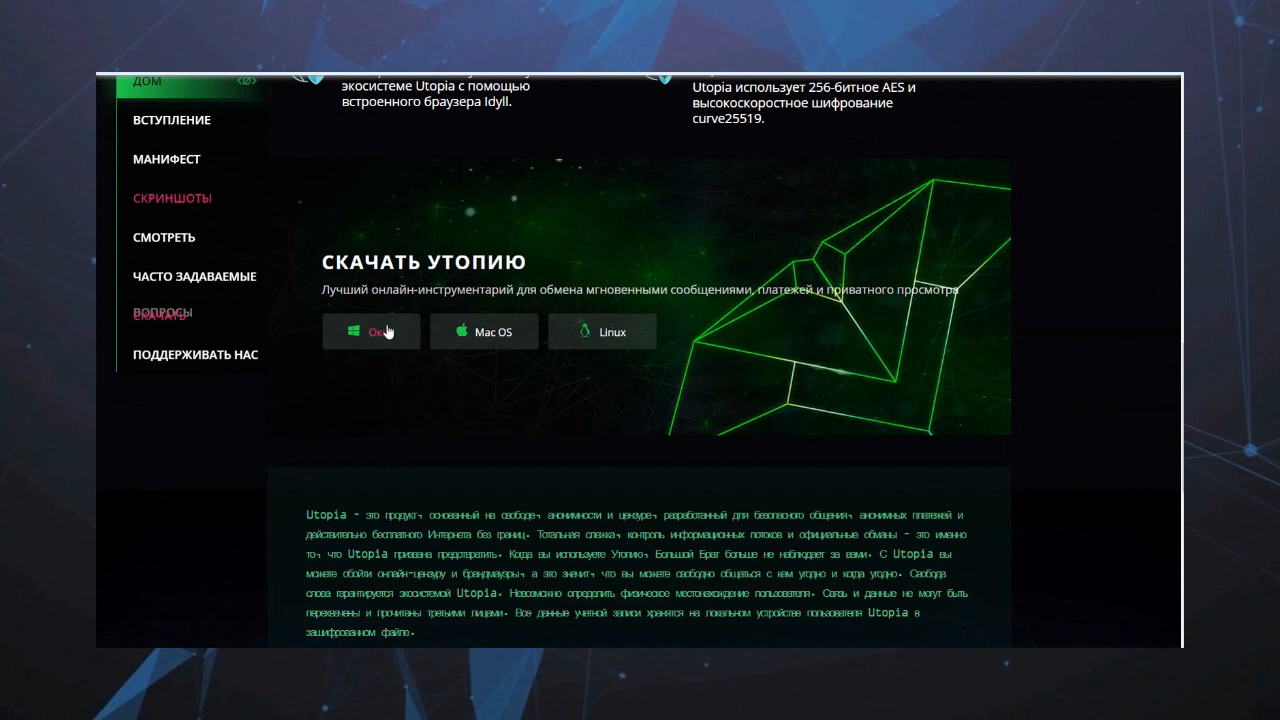 ДОМ
ВСТУПЛЕНИЕ
МАНИФЕСТ
СКРИНШОТЫ
СМОТРЕТЬ
ЧАСТО ЗАДАВАЕМЫЕ
ВОПРОСЫ
СКАЧАТЬ
ПОДДЕРЖИВАТЬ НАС
экосистеме Utopia с помощью
встроенного браузера Idyll.
Utopia использует 256-битное AES и
высокоскоростное шифрование
curve25519.
СКАЧАТЬ УТОПИЮ
Лучший онлайн-инструментарий для обмена мгновенными сообщениями, платежей и приватного просмотра
Mac OS
Linux
Utopia - это продукт, основанный на свободе, анонимности и цензуре, разработанный для безопасного общения, анонимных платежей и
действительно бесплатного Интернета без границ. Тотальная слежка, контроль информационных потоков и официальные обманы - это именно
то, что Utopia призвана предотвратить. Когда вы используете Утопию, Большой Брат больше не наблюдает за вами. С Utopia вы
можете обойти онлайн-цензуру и брандмауэры, а это значит, что вы можете свободно общаться с кем угодно и когда угодно. Свобода
слова гарантируется экосистемой Utopia. Невозможно определить физическое местонахождение пользователя. Связь и данные не могут быть
перехвачены и прочитаны третьими лицами. Все данные учетной записи хранятся на локальном устройстве пользователя Utopia в
зашифрованном файле.